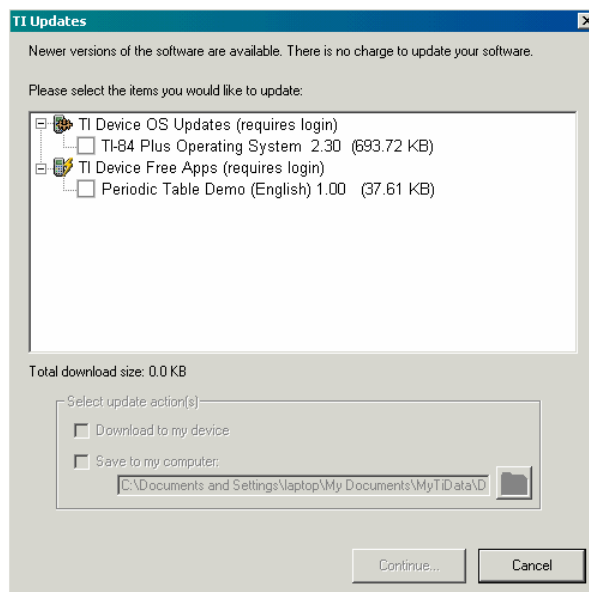 TI Updates
Newer versions of the software are available. There is no charge to update your software.
Please select the items you would like to update:
TI Device OS Updates (requires login)
TI-84 Plus Operating System 2.30 (693.72 KB)
TI Device Free Apps (requires login)
Periodic Table Demo (English) 1.00 (37.61 KB)
Total download size: 0.0 KB
Select update action(s)
Download to my device
Save to my computer:
C:\Documents and Settings\laptop\My Documents\MyTiData\D
Continue...
Cancel